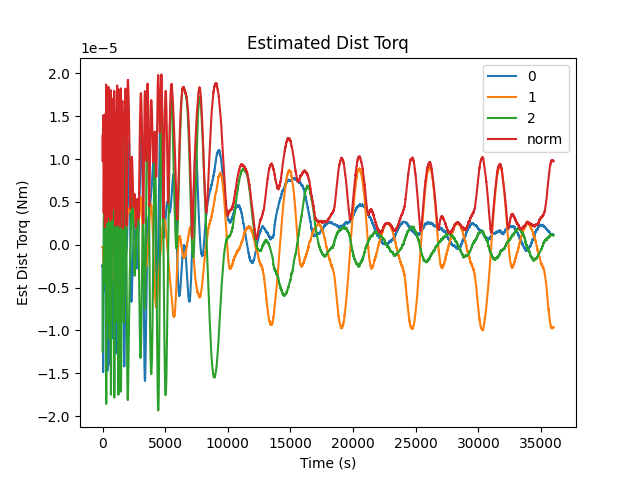 Estimated Dist Torq
1e−5
2.0
1.5
1.0
0.5
0.0
−0.5
−1.0
−1.5
−2.0
Est Dist Torq (Nm)
0
1
2
norm
0 5000 10000 15000 20000 25000 30000 35000
Time (s)